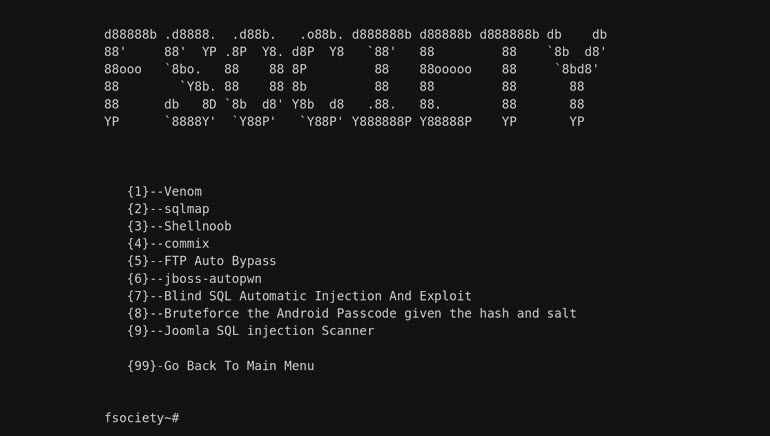 d88888b .d8888.  .d88b.   .o88b. d888888b d88888b d888888b db    db
88'     88'  YP .8P  Y8. d8P  Y8   `88'   88         88    `8b  d8'
88ooo   `8bo.   88    88 8P         88    88ooooo    88     `8bd8'
88        `Y8b. 88    88 8b         88    88         88       88
88      db   8D `8b  d8' Y8b  d8   .88.   88.        88       88
YP      `8888Y'  `Y88P'   `Y88P' Y888888P Y88888P    YP       YP
{1}--Venom
{2}--sqlmap
{3}--Shellnoob
{4}--commix
{5}--FTP Auto Bypass
{6}--jboss-autopwn
{7}--Blind SQL Automatic Injection And Exploit
{8}--Bruteforce the Android Passcode given the hash and salt
{9}--Joomla SQL injection Scanner
{99}-Go Back To Main Menu
fsociety~#